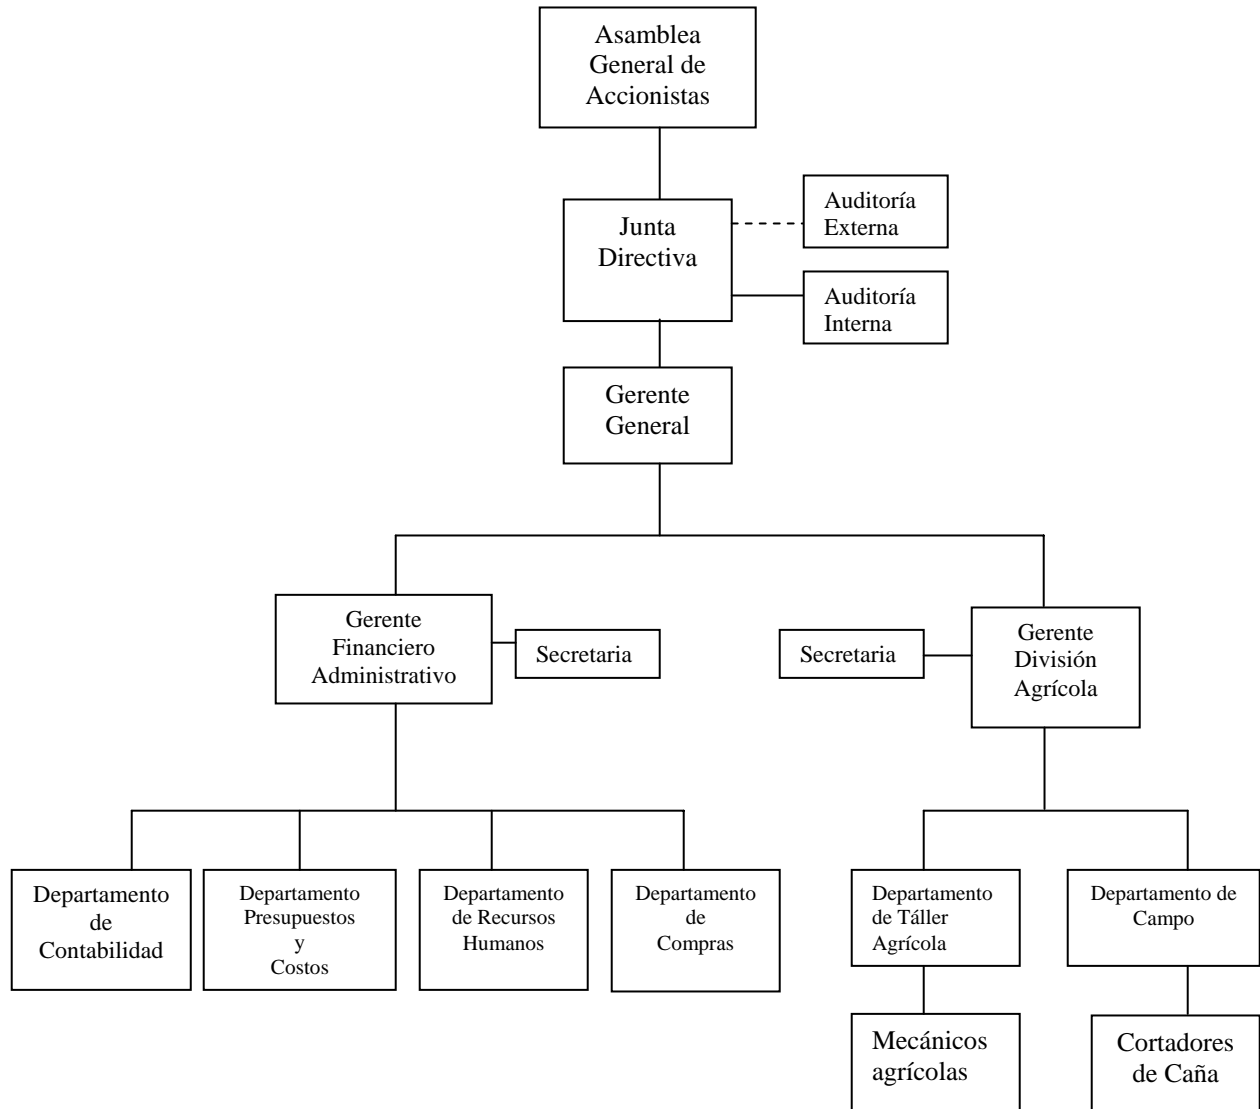 Asamblea
General de
Accionistas
Junta
Directiva
Auditoría
Externa
Auditoría
Interna
Gerente
General
Gerente
Financiero
Administrativo
Secretaria
Secretaria
Gerente
División
Agrícola
Departamento
de
Contabilidad
Departamento
Presupuestos
y
Costos
Departamento
de Recursos
Humanos
Departamento
de
Compras
Departamento
de Táller
Agrícola
Departamento de
Campo
Mecánicos
agrícolas
Cortadores
de Caña